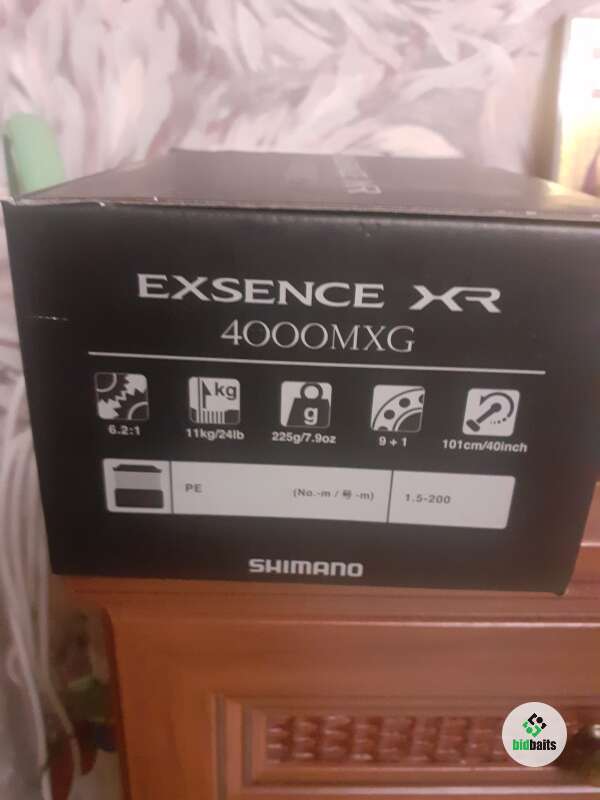 EXSENCE XR
4000MXG
kg
g
6.2:1
11kg/24lb
225g/7.9oz
9 + 1
101cm/40inch
PE
(No.-m / 号 -m)
1.5-200
SHIMANO
bidbaits